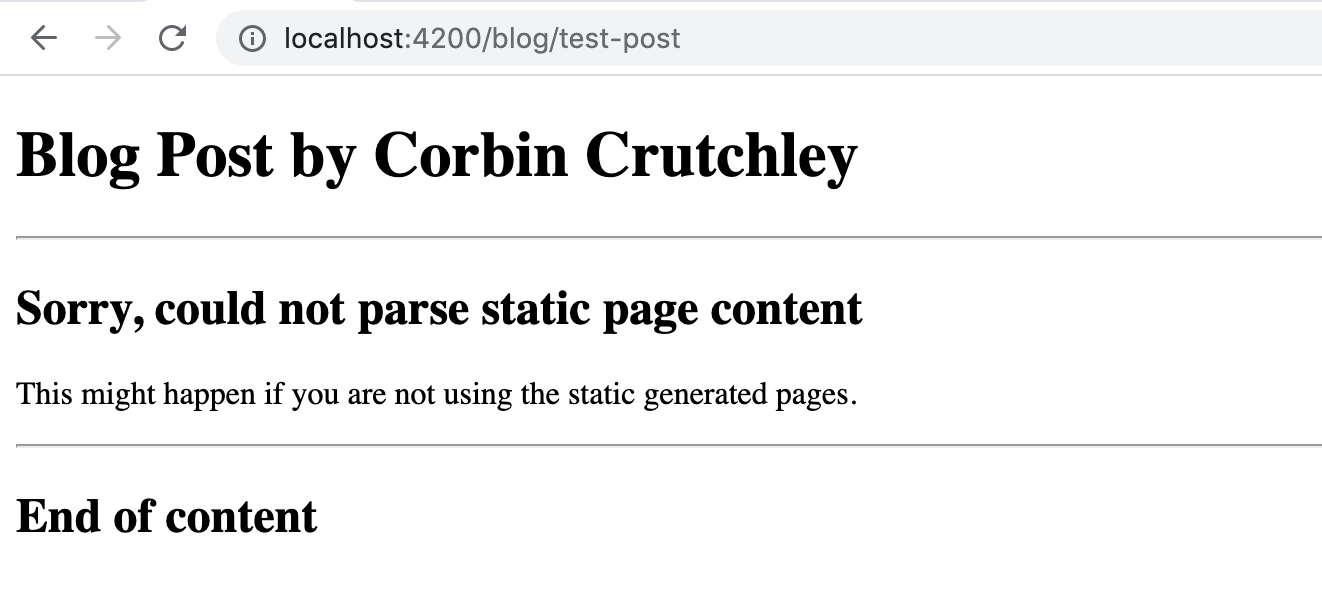 localhost:4200/blog/test-post
Blog Post by Corbin Crutchley
Sorry, could not parse static page content
This might happen if you are not using the static generated pages.
End of content